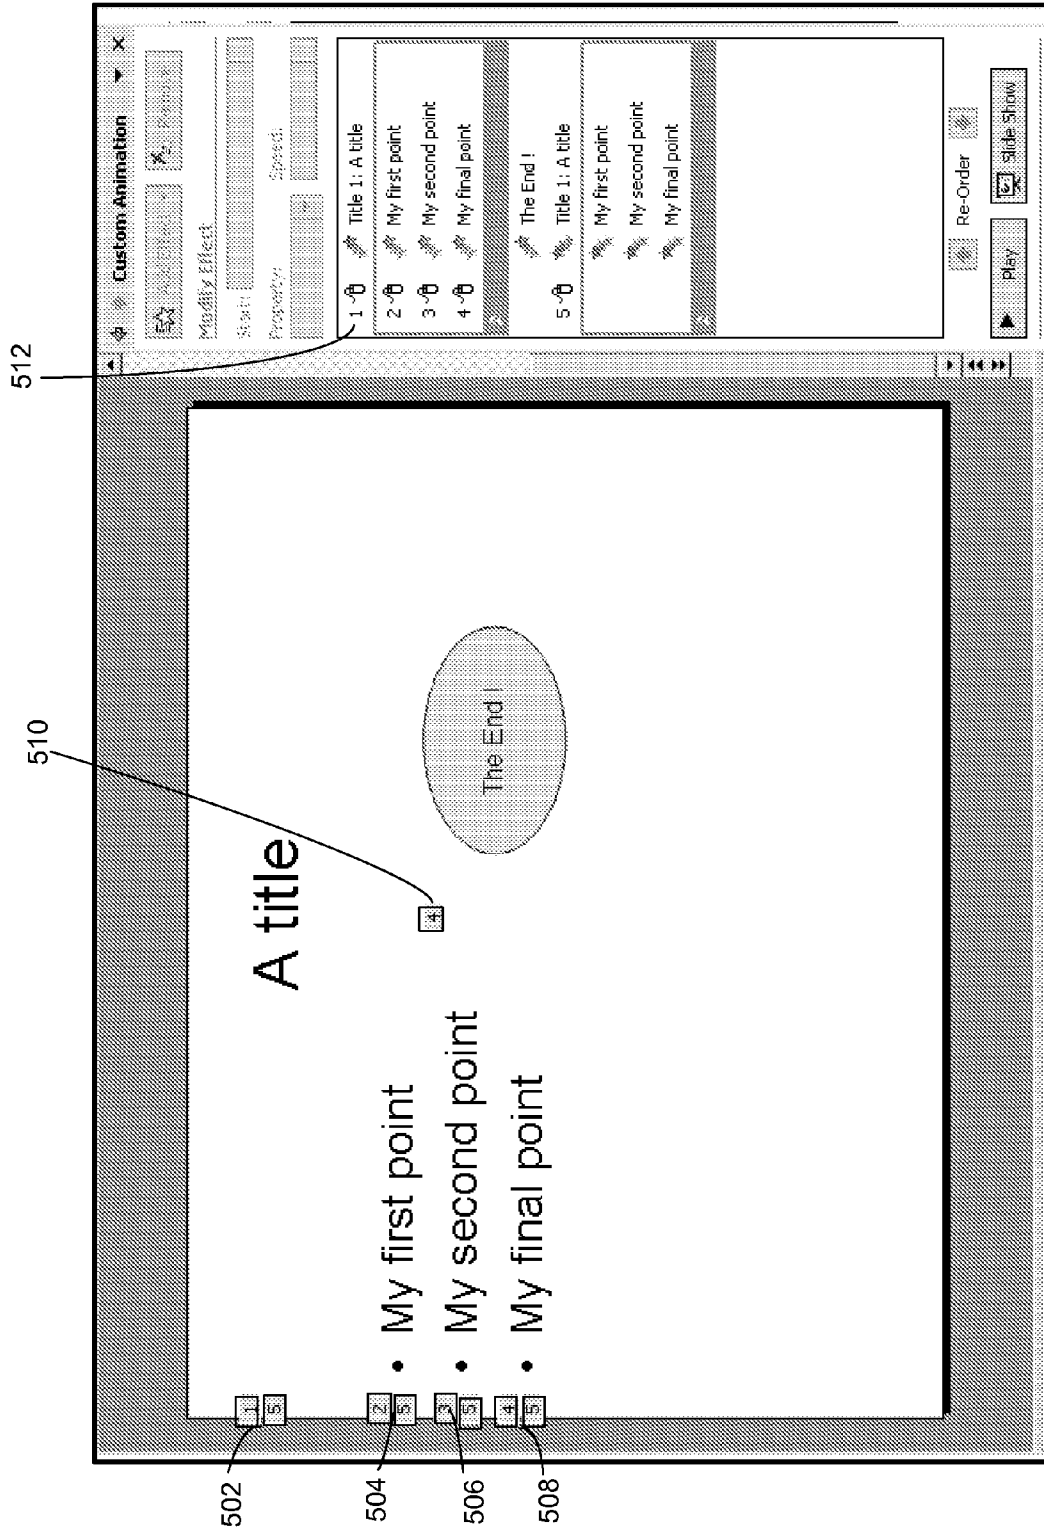 512
510
Custom Animation
Modify Effect
Start:
Property:
Speed:
1 Title 1: A title
2 My first point
3 My second point
4 My final point
The End !
5 Title 1: A title
My first point
My second point
My final point
Re-Order
Play
Slide Show
A title
1
5
2
5
• My first point
3
5
• My second point
4
5
• My final point
4
The End !
502
504
506
508